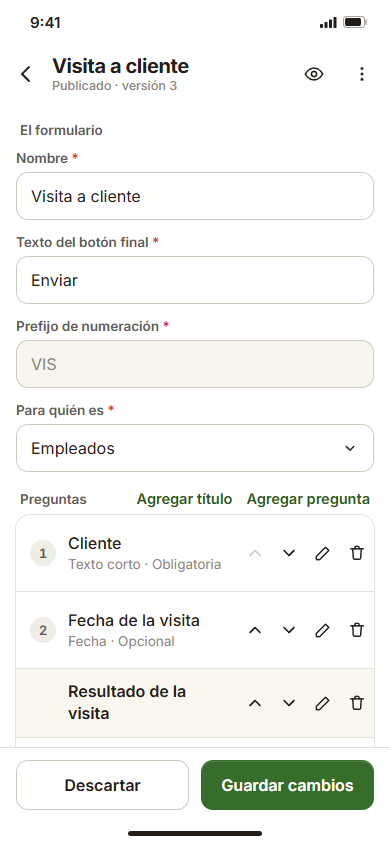 9:41
Visita a cliente
Publicado · versión 3
El formulario
Nombre *
Visita a cliente
Texto del botón final *
Enviar
Prefijo de numeración *
VIS
Para quién es *
Empleados
Preguntas Agregar título Agregar pregunta
1 Cliente
Texto corto · Obligatoria
2 Fecha de la visita
Fecha · Opcional
Resultado de la
visita
Descartar Guardar cambios